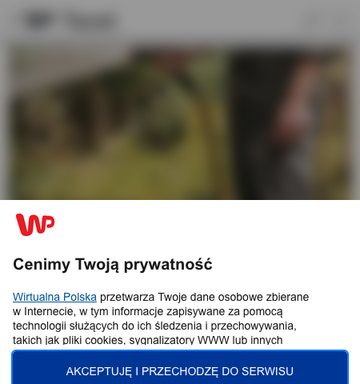 wp
Cenimy Twoją prywatność
Wirtualna Polska przetwarza Twoje dane osobowe zbierane
w Internecie, w tym informacje zapisywane za pomocą
technologii służących do ich śledzenia i przechowywania,
takich jak pliki cookies, sygnalizatory WWW lub innych
AKCEPTUJĘ I PRZECHODZĘ DO SERWISU